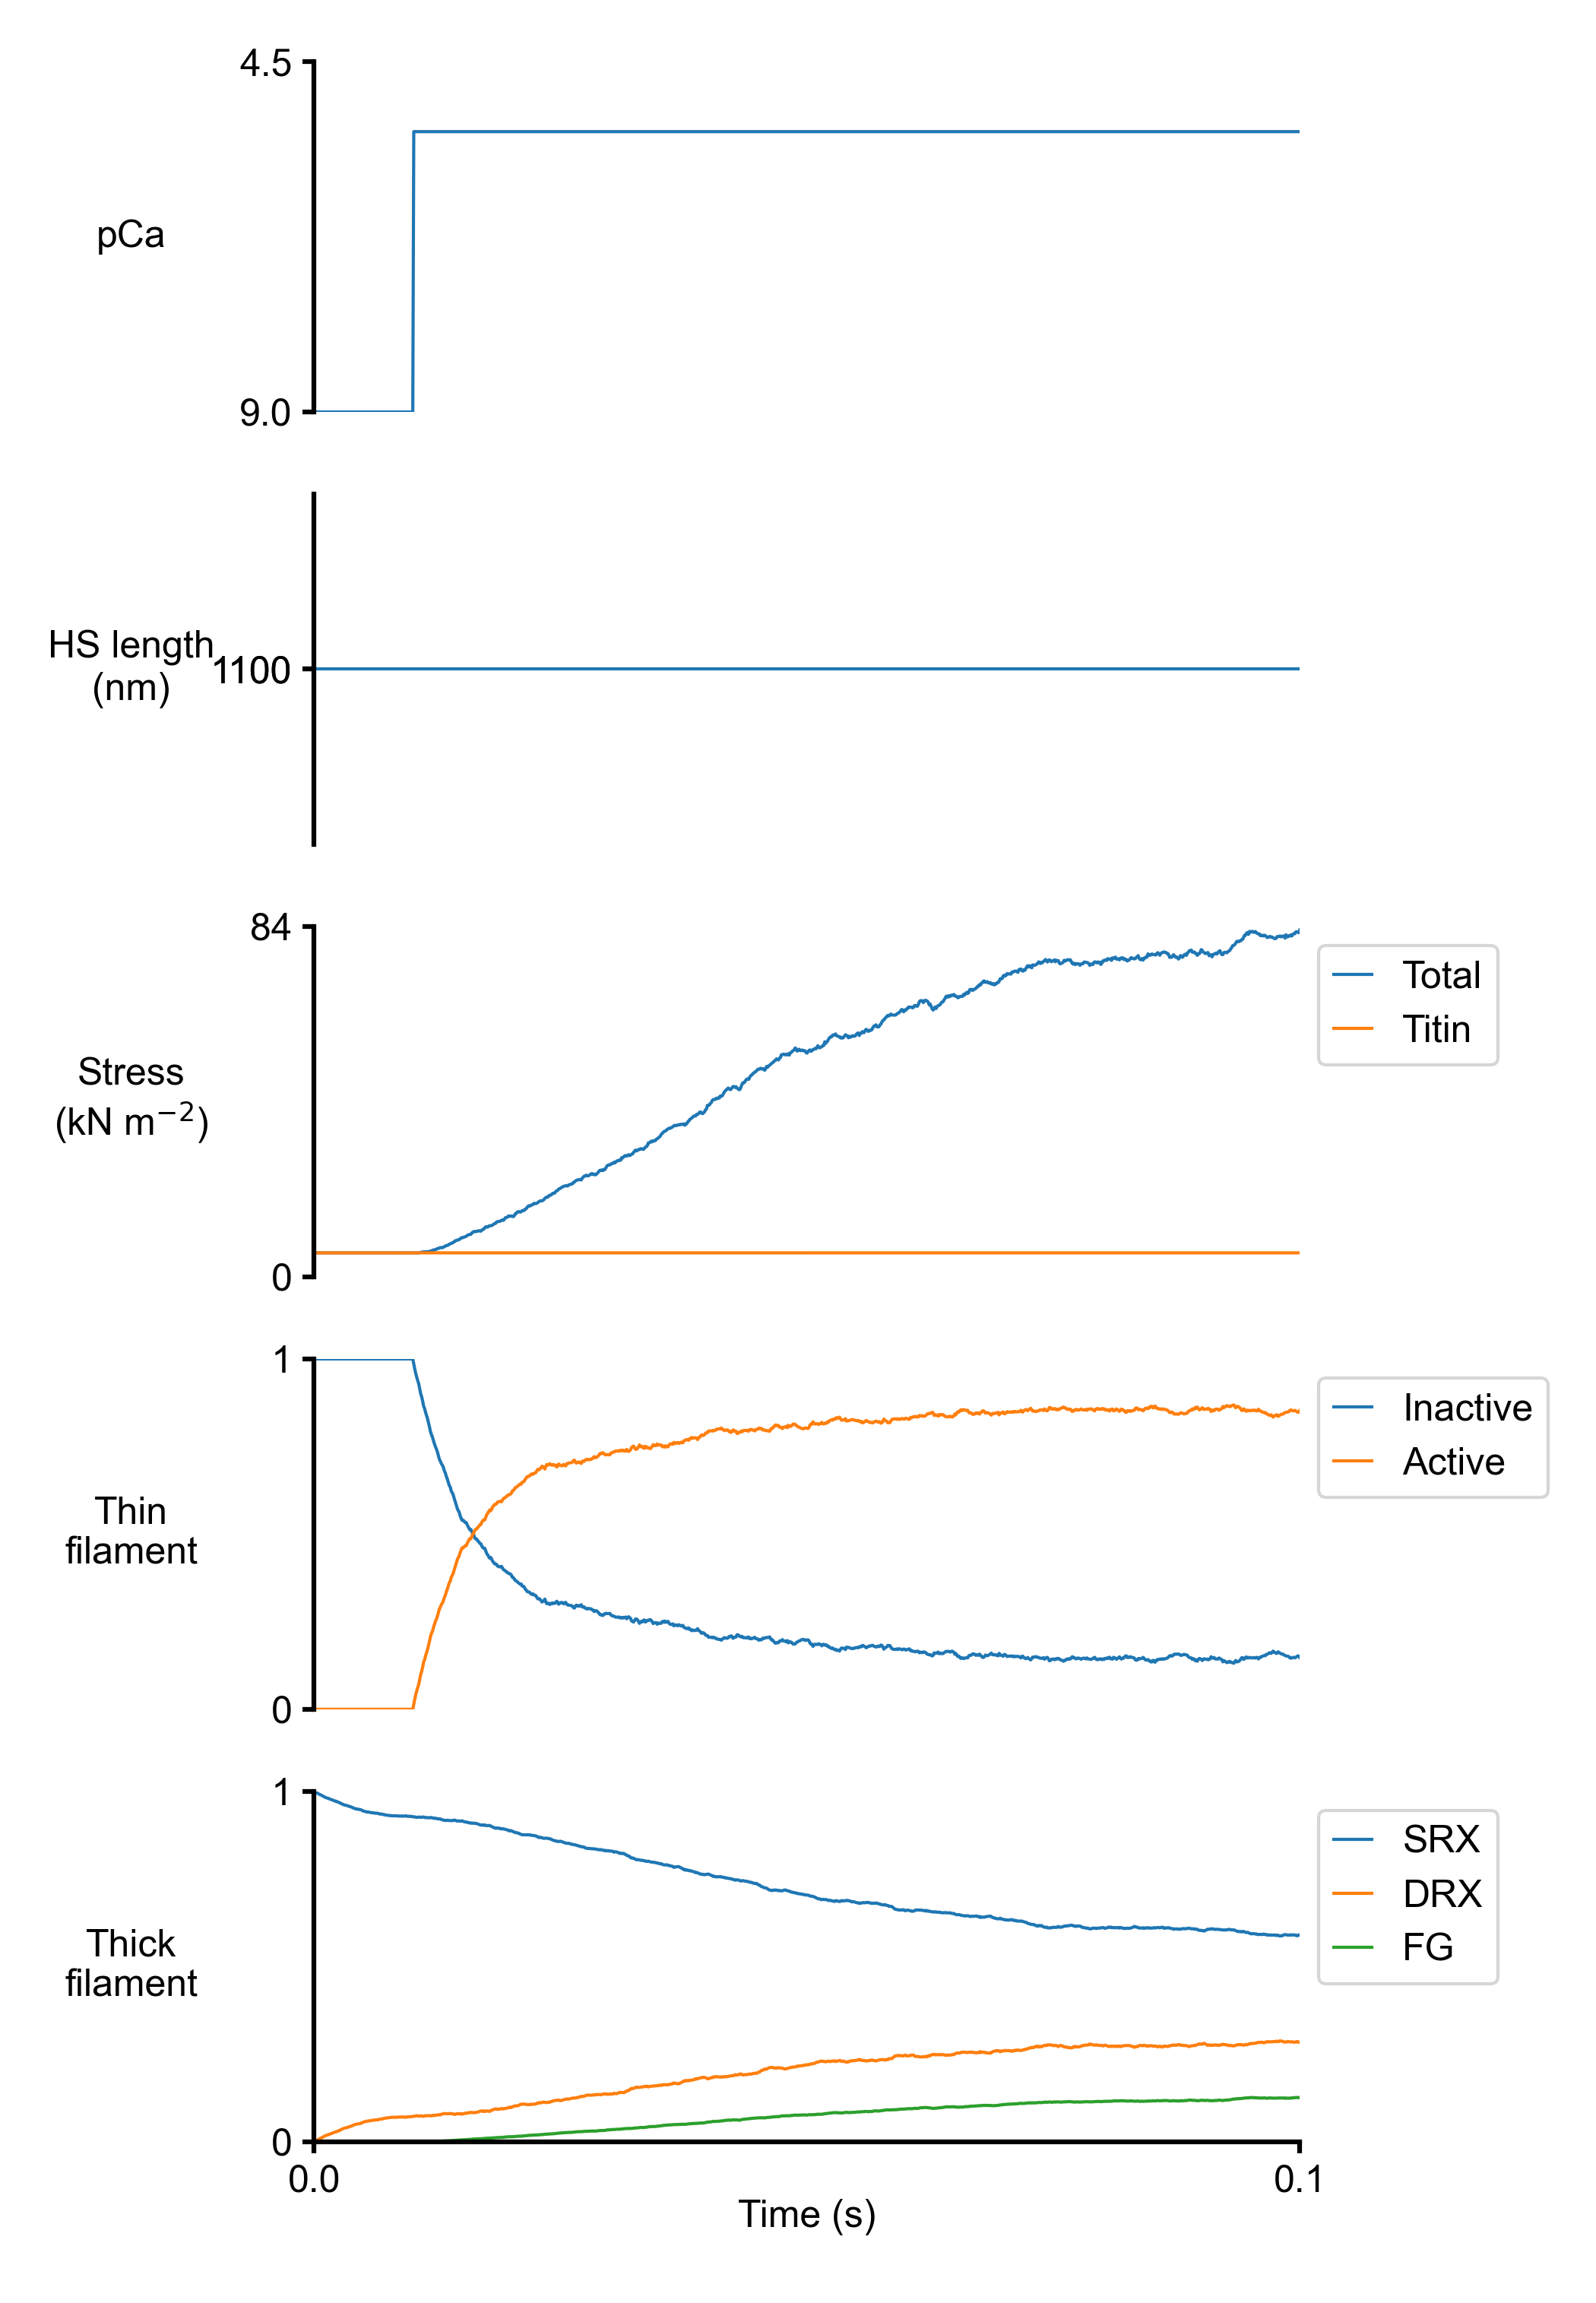 4.5
pCa
9.0
HS length
(nm)
1100
84
Stress
(kN m⁻²)
0
Total
Titin
1
Thin
filament
0
Inactive
Active
1
Thick
filament
0
SRX
DRX
FG
0.0
0.1
Time (s)